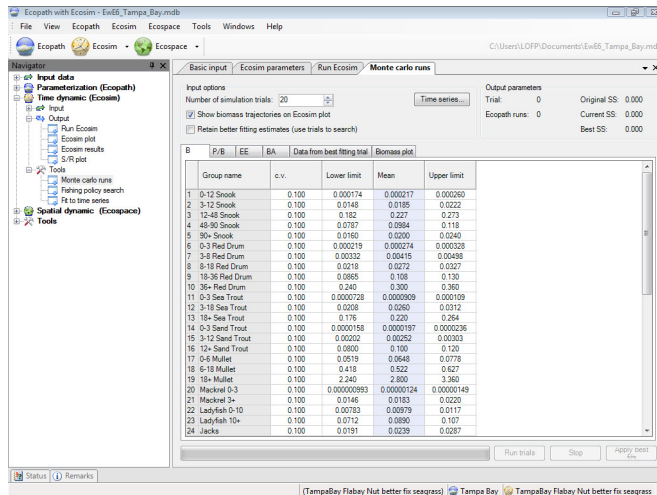 Ecopath with Ecosim - EwE6_Tampa_Bay.mdb
File View Ecopath Ecosim Ecospace Tools Windows Help
Ecopath Ecosim Ecospace C:\Users\LOFP\Documents\EwE6_Tampa_Bay.md
Navigator
Input data
Parameterization (Ecopath)
Time dynamic (Ecosim)
Input
Output
Run Ecosim
Ecosim plot
Ecosim results
S/R plot
Tools
Monte carlo runs
Fishing policy search
Fit to time series
Spatial dynamic (Ecospace)
Tools
Basic input Ecosim parameters Run Ecosim Monte carlo runs
Input options
Number of simulation trials: 20 Time series...
Show biomass trajectories on Ecosim plot
Retain better fitting estimates (use trials to search)
Output parameters
Trial: 0 Original SS: 0.000
Ecopath runs: 0 Current SS: 0.000
Best SS: 0.000
B P/B EE BA Data from best fitting trial Biomass plot
Group name c.v. Lower limit Mean Upper limit
1 0-12 Snook 0.100 0.000174 0.000217 0.000260
2 3-12 Snook 0.100 0.0148 0.0185 0.0222
3 12-48 Snook 0.100 0.182 0.227 0.273
4 48-90 Snook 0.100 0.0787 0.0984 0.118
5 90+ Snook 0.100 0.0160 0.0200 0.0240
6 0-3 Red Drum 0.100 0.000219 0.000274 0.000328
7 3-8 Red Drum 0.100 0.00332 0.00415 0.00498
8 8-18 Red Drum 0.100 0.0218 0.0272 0.0327
9 18-36 Red Drum 0.100 0.0865 0.108 0.130
10 36+ Red Drum 0.100 0.240 0.300 0.360
11 0-3 Sea Trout 0.100 0.0000728 0.0000909 0.000109
12 3-18 Sea Trout 0.100 0.0208 0.0260 0.0312
13 18+ Sea Trout 0.100 0.176 0.220 0.264
14 0-3 Sand Trout 0.100 0.0000158 0.0000197 0.0000236
15 3-12 Sand Trout 0.100 0.00202 0.00252 0.00303
16 12+ Sand Trout 0.100 0.0800 0.100 0.120
17 0-6 Mullet 0.100 0.0519 0.0648 0.0778
18 6-18 Mullet 0.100 0.418 0.522 0.627
19 18+ Mullet 0.100 2.240 2.800 3.360
20 Mackrel 0-3 0.100 0.000000993 0.00000124 0.00000149
21 Mackrel 3+ 0.100 0.0146 0.0183 0.0220
22 Ladyfish 0-10 0.100 0.00783 0.00979 0.0117
23 Ladyfish 10+ 0.100 0.0712 0.0890 0.107
24 Jacks 0.100 0.0191 0.0239 0.0287
Run trials Stop Apply best
Status Remarks
(TampaBay Flabay Nut better fix seagrass) Tampa Bay TampaBay Flabay Nut better fix seagrass